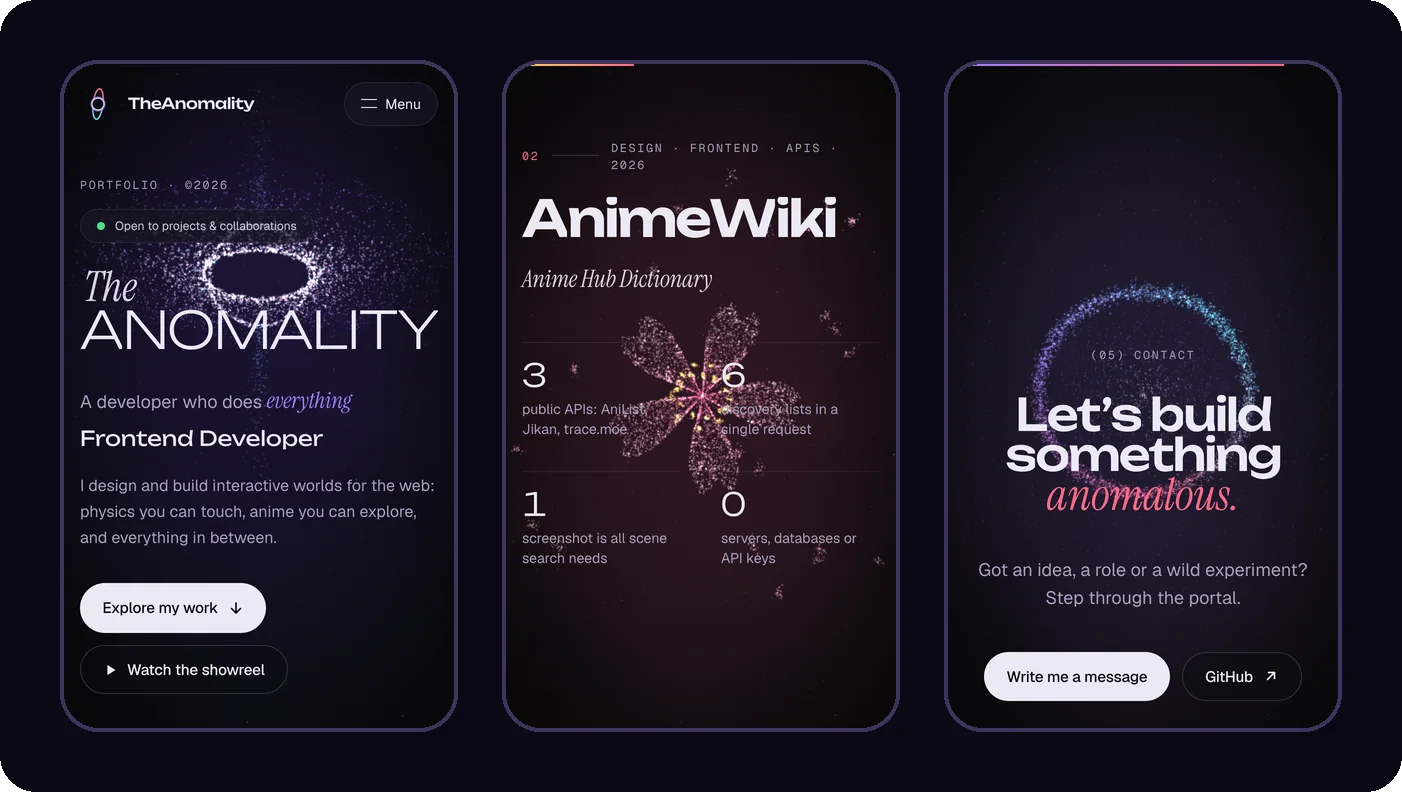 TheAnomality
Menu
PORTFOLIO · ©2026
Open to projects & collaborations
The
ANOMALITY
A developer who does everything
Frontend Developer
I design and build interactive worlds for the web:
physics you can touch, anime you can explore,
and everything in between.
Explore my work
Watch the showreel
02
DESIGN · FRONTEND · APIS ·
2026
AnimeWiki
Anime Hub Dictionary
3
public APIs: AniList,
Jikan, trace.moe
6
discovery lists in a
single request
1
screenshot is all scene
search needs
0
servers, databases or
API keys
(05) CONTACT
Let’s build
something
anomalous.
Got an idea, a role or a wild experiment?
Step through the portal.
Write me a message
GitHub